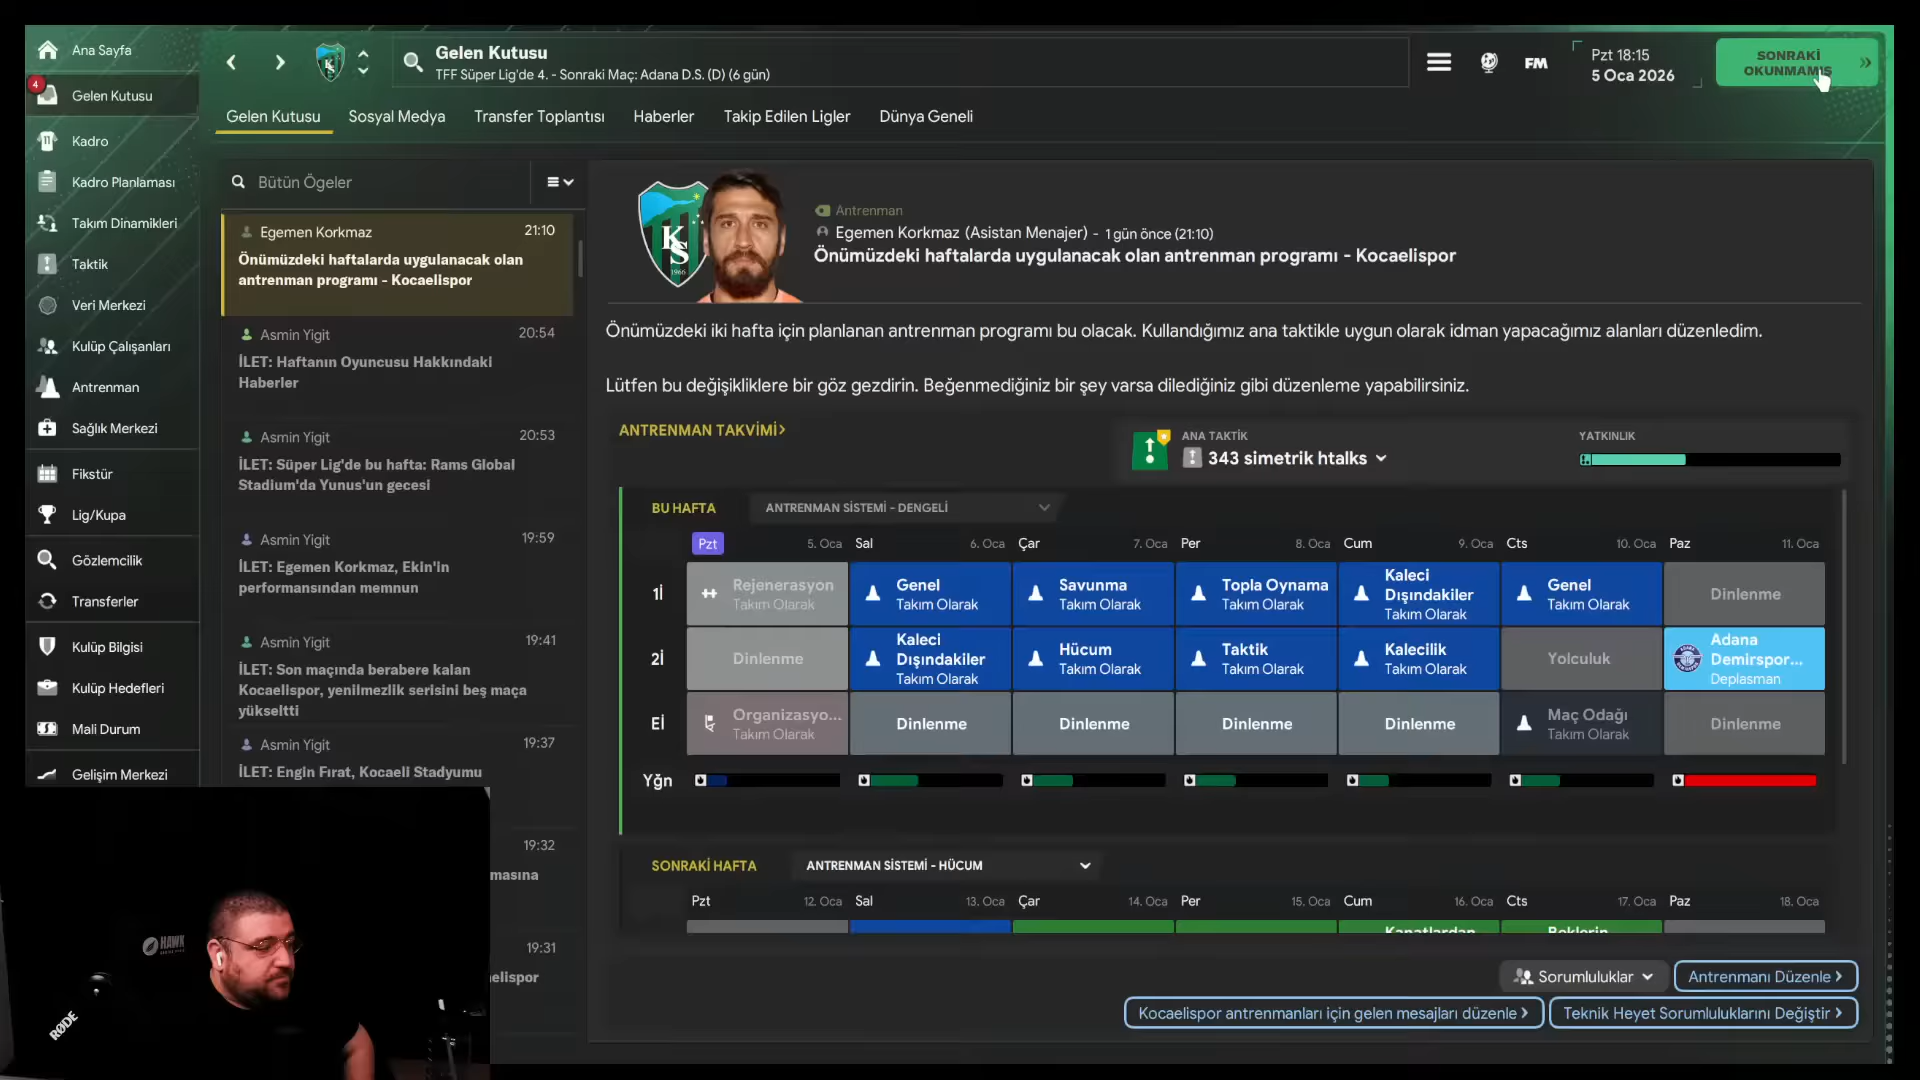 Ana Sayfa
4
Gelen Kutusu
Kadro
Kadro Planlaması
Takım Dinamikleri
Taktik
Veri Merkezi
Kulüp Çalışanları
Antrenman
Sağlık Merkezi
Fikstür
Lig/Kupa
Gözlemcilik
Transferler
Kulüp Bilgisi
Kulüp Hedefleri
Mali Durum
Gelişim Merkezi
Gelen Kutusu
TFF Süper Lig'de 4. - Sonraki Maç: Adana D.S. (D) (6 gün)
FM
Pzt 18:15
5 Oca 2026
SONRAKİ
OKUNMAMIŞ
Gelen Kutusu Sosyal Medya Transfer Toplantısı Haberler Takip Edilen Ligler Dünya Geneli
Bütün Ögeler
Egemen Korkmaz 21:10
Önümüzdeki haftalarda uygulanacak olan
antrenman programı - Kocaelispor
Asmin Yigit 20:54
İLET: Haftanın Oyuncusu Hakkındaki
Haberler
Asmin Yigit 20:53
İLET: Süper Lig'de bu hafta: Rams Global
Stadium'da Yunus'un gecesi
Asmin Yigit 19:59
İLET: Egemen Korkmaz, Ekin'in
performansından memnun
Asmin Yigit 19:41
İLET: Son maçında berabere kalan
Kocaelispor, yenilmezlik serisini beş maça
yükseltti
Asmin Yigit 19:37
İLET: Engin Fırat, Kocaeli Stadyumu
19:32
masına
19:31
elispor
KS
1966
Antrenman
Egemen Korkmaz (Asistan Menajer) - 1 gün önce (21:10)
Önümüzdeki haftalarda uygulanacak olan antrenman programı - Kocaelispor
Önümüzdeki iki hafta için planlanan antrenman programı bu olacak. Kullandığımız ana taktikle uygun olarak idman yapacağımız alanları düzenledim.
Lütfen bu değişikliklere bir göz gezdirin. Beğenmediğiniz bir şey varsa dilediğiniz gibi düzenleme yapabilirsiniz.
ANTRENMAN TAKVİMİ>
ANA TAKTİK
343 simetrik htalks
YATKINLIK
BU HAFTA ANTRENMAN SİSTEMİ - DENGELİ
Pzt 5. Oca Sal 6. Oca Çar 7. Oca Per 8. Oca Cum 9. Oca Cts 10. Oca Paz 11. Oca
1İ
Rejenerasyon
Takım Olarak
Genel
Takım Olarak
Savunma
Takım Olarak
Topla Oynama
Takım Olarak
Kaleci
Dışındakiler
Takım Olarak
Genel
Takım Olarak
Dinlenme
2İ
Dinlenme
Kaleci
Dışındakiler
Takım Olarak
Hücum
Takım Olarak
Taktik
Takım Olarak
Kalecilik
Takım Olarak
Yolculuk
Adana
Demirspor...
Deplasman
Eİ
Organizasyo...
Takım Olarak
Dinlenme
Dinlenme
Dinlenme
Dinlenme
Maç Odağı
Takım Olarak
Dinlenme
Yğn
SONRAKİ HAFTA ANTRENMAN SİSTEMİ - HÜCUM
Pzt 12. Oca Sal 13. Oca Çar 14. Oca Per 15. Oca Cum 16. Oca Cts 17. Oca Paz 18. Oca
Kanatlardan
Beklerin
Sorumluluklar
Antrenmanı Düzenle >
Kocaelispor antrenmanları için gelen mesajları düzenle >
Teknik Heyet Sorumluluklarını Değiştir >
HAWK
RØDE